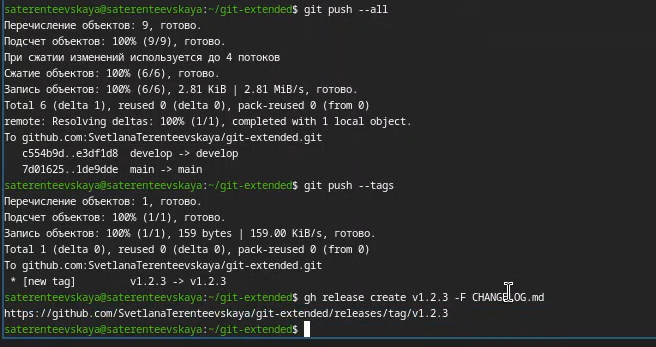 saterenteevskaya@saterenteevskaya:~/git-extended$ git push --all
Перечисление объектов: 9, готово.
Подсчет объектов: 100% (9/9), готово.
При сжатии изменений используется до 4 потоков
Сжатие объектов: 100% (6/6), готово.
Запись объектов: 100% (6/6), 2.81 KiB | 2.81 MiB/s, готово.
Total 6 (delta 1), reused 0 (delta 0), pack-reused 0 (from 0)
remote: Resolving deltas: 100% (1/1), completed with 1 local object.
To github.com:SvetlanaTerenteevskaya/git-extended.git
   c554b9d..e3df1d8  develop -> develop
   7d01625..1de9dde  main -> main
saterenteevskaya@saterenteevskaya:~/git-extended$ git push --tags
Перечисление объектов: 1, готово.
Подсчет объектов: 100% (1/1), готово.
Запись объектов: 100% (1/1), 159 bytes | 159.00 KiB/s, готово.
Total 1 (delta 0), reused 0 (delta 0), pack-reused 0 (from 0)
To github.com:SvetlanaTerenteevskaya/git-extended.git
 * [new tag]         v1.2.3 -> v1.2.3
saterenteevskaya@saterenteevskaya:~/git-extended$ gh release create v1.2.3 -F CHANGELOG.md
https://github.com/SvetlanaTerenteevskaya/git-extended/releases/tag/v1.2.3
saterenteevskaya@saterenteevskaya:~/git-extended$